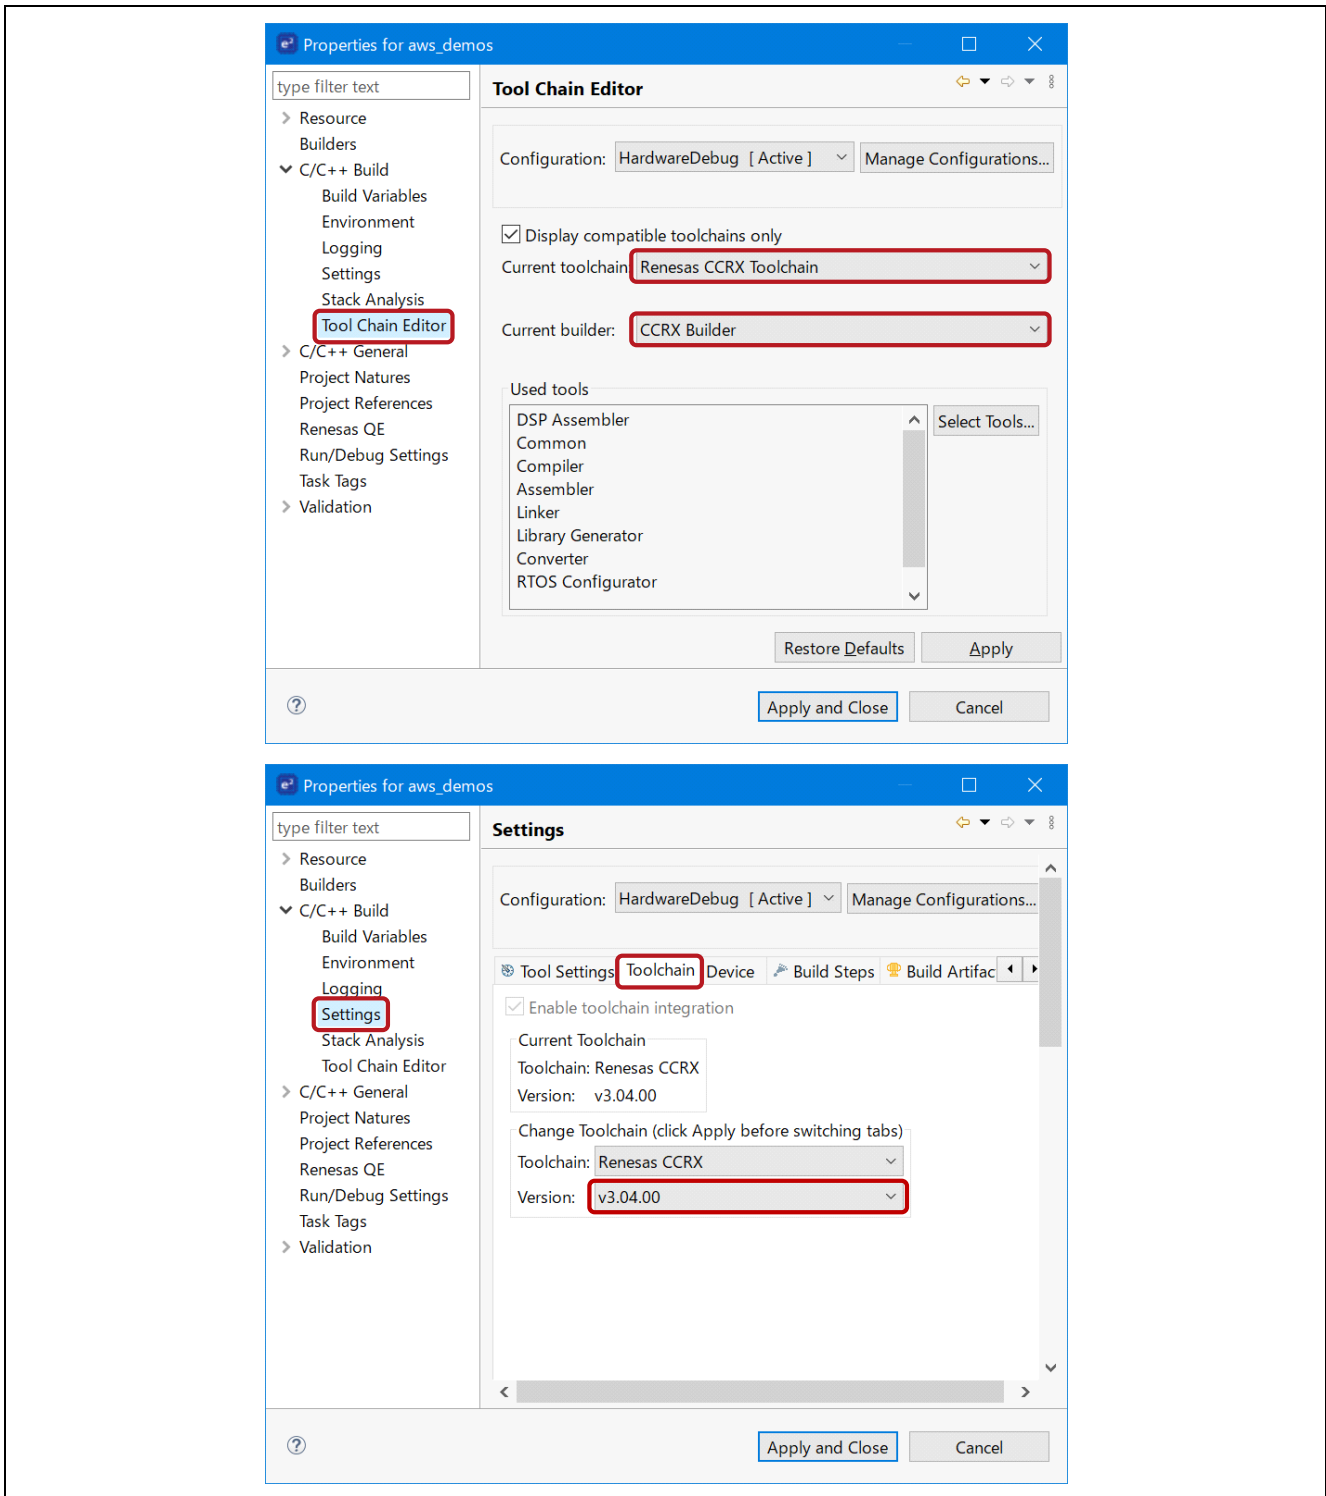 Properties for aws_demos
type filter text
Resource
Builders
C/C++ Build
Build Variables
Environment
Logging
Settings
Stack Analysis
Tool Chain Editor
C/C++ General
Project Natures
Project References
Renesas QE
Run/Debug Settings
Task Tags
Validation
Tool Chain Editor
Configuration: HardwareDebug [ Active ] Manage Configurations...
Display compatible toolchains only
Current toolchain: Renesas CCRX Toolchain
Current builder: CCRX Builder
Used tools
DSP Assembler
Common
Compiler
Assembler
Linker
Library Generator
Converter
RTOS Configurator
Select Tools...
Restore Defaults Apply
Apply and Close Cancel
Properties for aws_demos
type filter text
Resource
Builders
C/C++ Build
Build Variables
Environment
Logging
Settings
Stack Analysis
Tool Chain Editor
C/C++ General
Project Natures
Project References
Renesas QE
Run/Debug Settings
Task Tags
Validation
Settings
Configuration: HardwareDebug [ Active ] Manage Configurations...
Tool Settings Toolchain Device Build Steps Build Artifac
Enable toolchain integration
Current Toolchain
Toolchain: Renesas CCRX
Version: v3.04.00
Change Toolchain (click Apply before switching tabs)
Toolchain: Renesas CCRX
Version: v3.04.00
Apply and Close Cancel